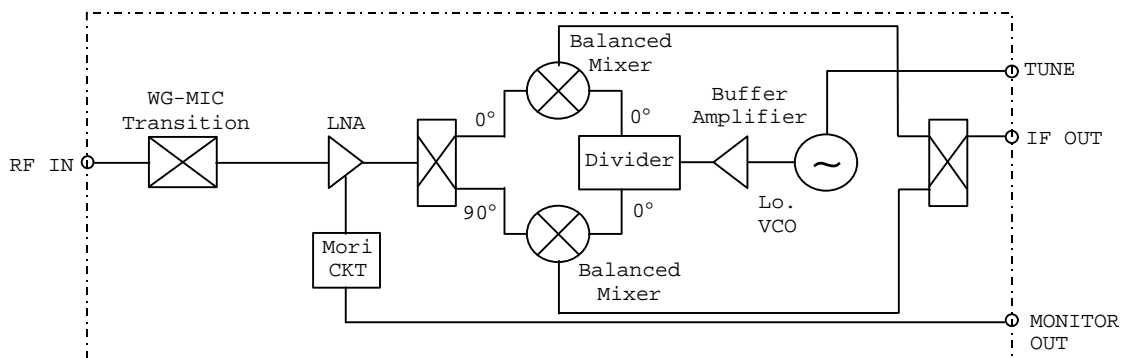 Balanced
Mixer
TUNE
WG-MIC
Transition
LNA
0°
0°
Buffer
Amplifier
IF OUT
RF IN
Divider
~
90°
0°
Lo.
VCO
Mori
CKT
Balanced
Mixer
MONITOR
OUT